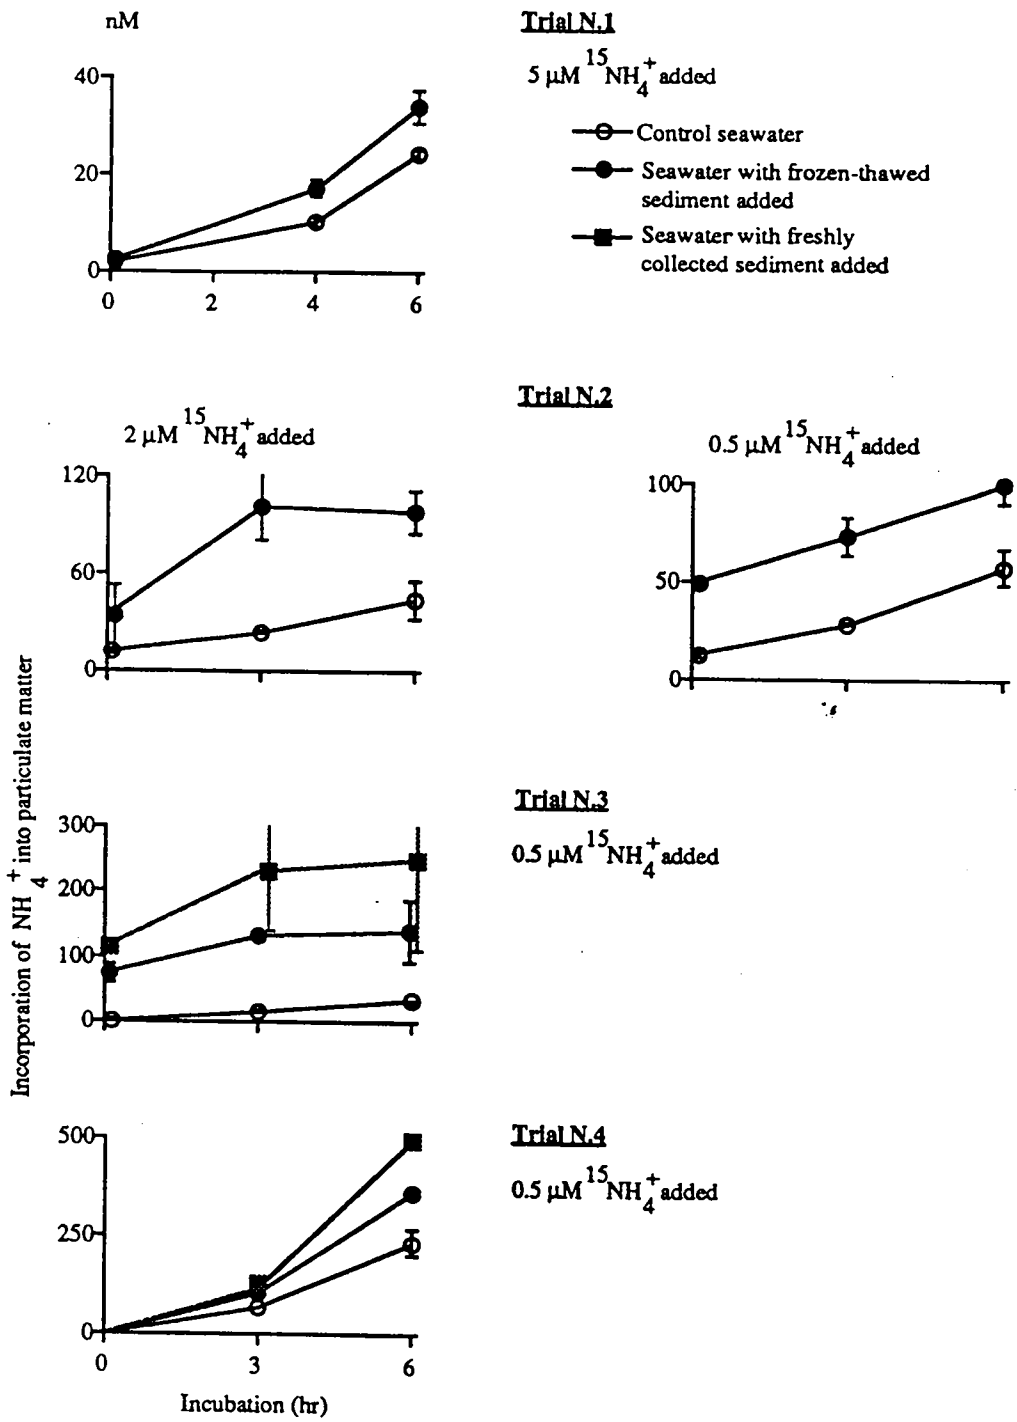 nM
Trial N.1
5 µM 15NH4+ added
Control seawater
Seawater with frozen-thawed
sediment added
Seawater with freshly
collected sediment added
40
20
0
0 2 4 6
Trial N.2
2 µM 15NH4+ added
120
60
0
0.5 µM 15NH4+ added
100
50
0
Incorporation of NH4+ into particulate matter
Trial N.3
0.5 µM 15NH4+ added
300
200
100
0
Trial N.4
0.5 µM 15NH4+ added
500
250
0
0 3 6
Incubation (hr)